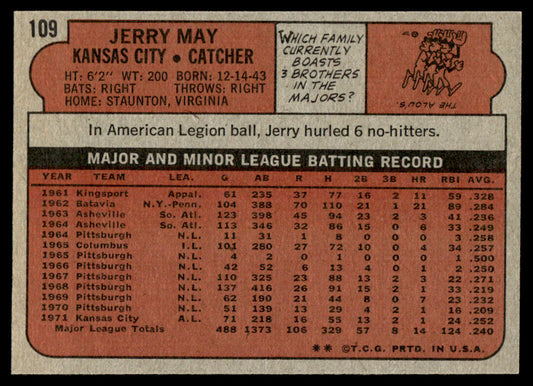 109
JERRY MAY
KANSAS CITY • CATCHER
HT: 6'2" WT: 200 BORN: 12-14-43
BATS: RIGHT THROWS: RIGHT
HOME: STAUNTON, VIRGINIA
WHICH FAMILY
CURRENTLY
BOASTS
3 BROTHERS
IN THE
MAJORS?
THE ALOU'S
In American Legion ball, Jerry hurled 6 no-hitters.
MAJOR AND MINOR LEAGUE BATTING RECORD
YEAR TEAM LEA. G AB R H 2B 3B HR RBI AVG.
1961 Kingsport Appal. 61 235 37 77 16 2 11 59 .328
1962 Batavia N.Y.-Penn. 104 388 70 110 21 1 21 89 .284
1963 Asheville So. Atl. 123 398 45 94 23 2 3 41 .236
1964 Asheville So. Atl. 113 346 32 86 15 0 6 49 .249
1964 Pittsburgh N.L. 11 31 1 8 0 0 0 3 .258
1965 Columbus I.L. 101 280 27 72 10 0 4 34 .257
1965 Pittsburgh N.L. 4 2 0 1 0 0 0 1 .500
1966 Pittsburgh N.L. 42 52 6 13 4 0 1 2 .250
1967 Pittsburgh N.L. 110 325 23 88 13 2 3 22 .271
1968 Pittsburgh N.L. 137 416 26 91 15 2 1 33 .219
1969 Pittsburgh N.L. 62 190 21 44 8 0 7 23 .232
1970 Pittsburgh N.L. 51 139 13 29 4 2 1 16 .209
1971 Kansas City A.L. 71 218 16 55 13 2 1 24 .252
Major League Totals 488 1373 106 329 57 8 14 124 .240
** ©T.C.G. PRTD. IN U.S.A.